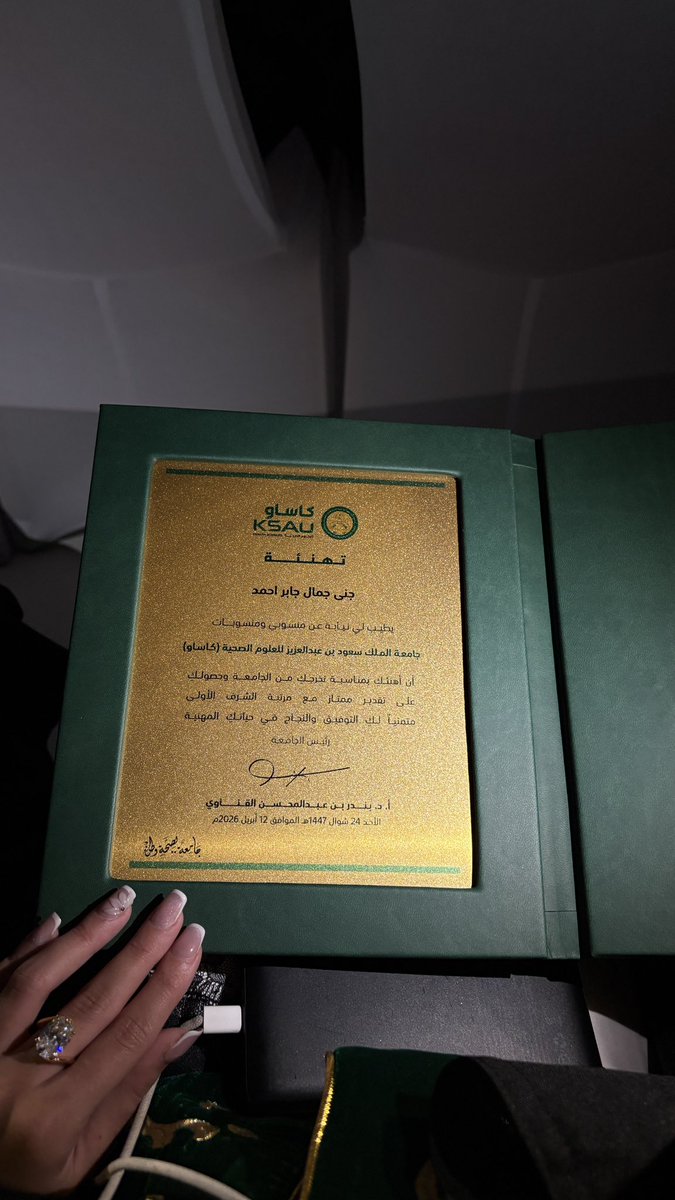 كاساو
KSAU
تهنئة
جنى جمال جابر احمد
يطيب لي نيابة عن منسوبي ومنسوبات
جامعة الملك سعود بن عبدالعزيز للعلوم الصحية (كاساو)
أن أهنئك بمناسبة تخرجك من الجامعة وحصولك
على تقدير ممتاز مع مرتبة الشرف الأولى
متمنياً لك التوفيق والنجاح في حياتك المهنية
رئيس الجامعة
أ. د. بندر بن عبدالمحسن القناوي
الأحد 24 شوال 1447هـ الموافق 12 أبريل 2026م